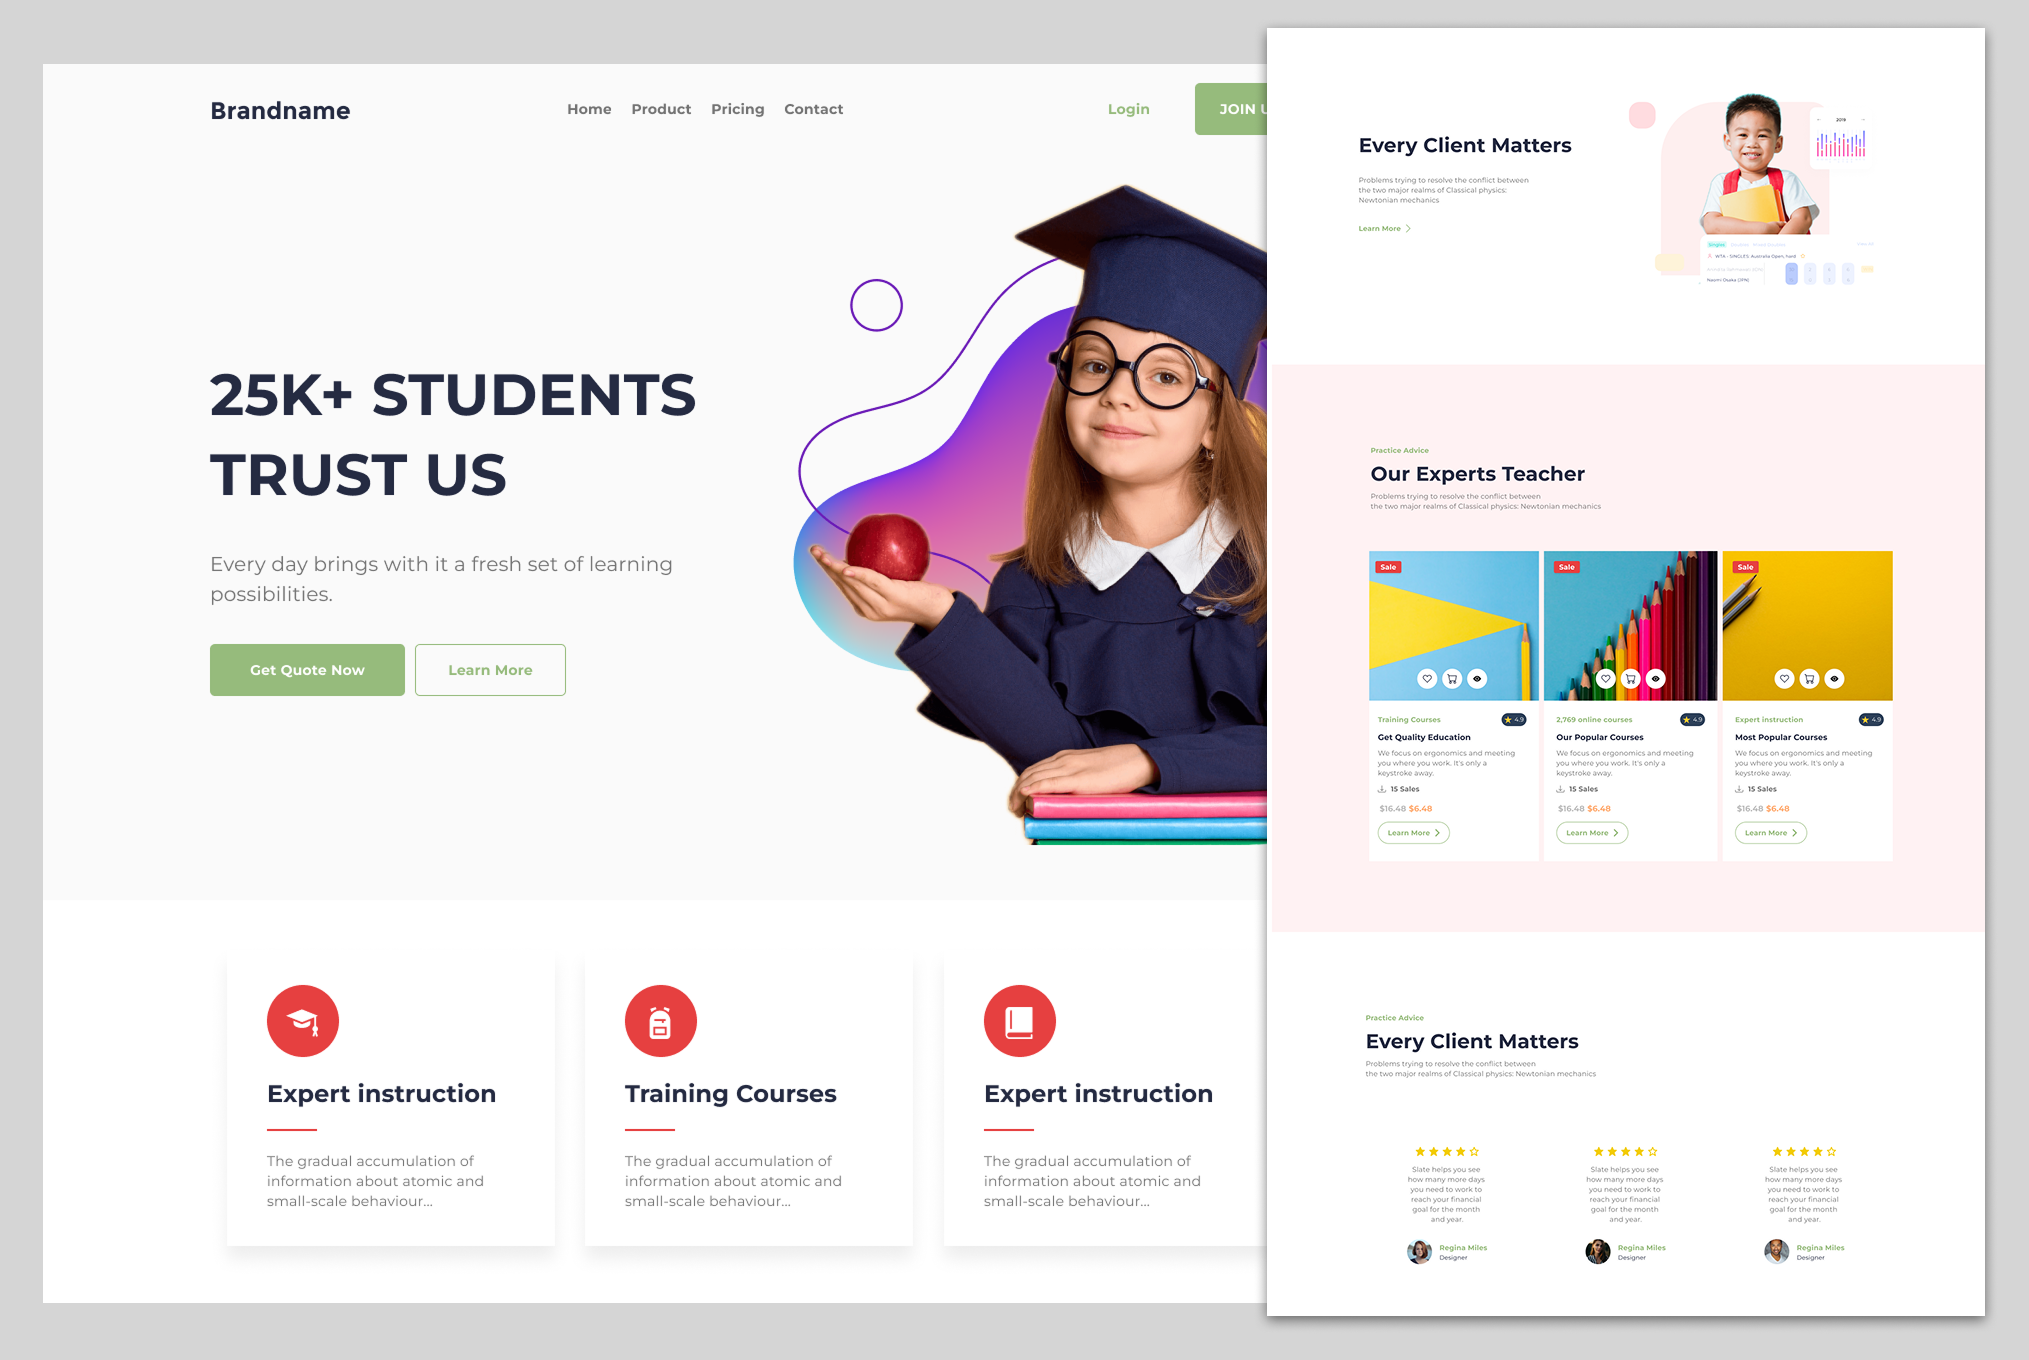 Brandname
Home Product Pricing Contact
Login
JOIN U
25K+ STUDENTS
TRUST US
Every day brings with it a fresh set of learning
possibilities.
Get Quote Now
Learn More
Expert instruction
The gradual accumulation of
information about atomic and
small-scale behaviour...
Training Courses
The gradual accumulation of
information about atomic and
small-scale behaviour...
Expert instruction
The gradual accumulation of
information about atomic and
small-scale behaviour...
Every Client Matters
Problems trying to resolve the conflict between
the two major realms of Classical physics:
Newtonian mechanics
Learn More
2019
WTA - SINGLES: Australia Open, hard
Naomi Osaka (JPN)
Practice Advice
Our Experts Teacher
Problems trying to resolve the conflict between
the two major realms of Classical physics: Newtonian mechanics
Sale
Training Courses
4.9
Get Quality Education
We focus on ergonomics and meeting
you where you work. It's only a
keystroke away.
15 Sales
$16.48 $6.48
Learn More
Sale
2,769 online courses
4.9
Our Popular Courses
We focus on ergonomics and meeting
you where you work. It's only a
keystroke away.
15 Sales
$16.48 $6.48
Learn More
Sale
Expert instruction
4.9
Most Popular Courses
We focus on ergonomics and meeting
you where you work. It's only a
keystroke away.
15 Sales
$16.48 $6.48
Learn More
Practice Advice
Every Client Matters
Problems trying to resolve the conflict between
the two major realms of Classical physics: Newtonian mechanics
Slate helps you see
how many more days
you need to work to
reach your financial
goal for the month
and year.
Regina Miles
Designer
Slate helps you see
how many more days
you need to work to
reach your financial
goal for the month
and year.
Regina Miles
Designer
Slate helps you see
how many more days
you need to work to
reach your financial
goal for the month
and year.
Regina Miles
Designer